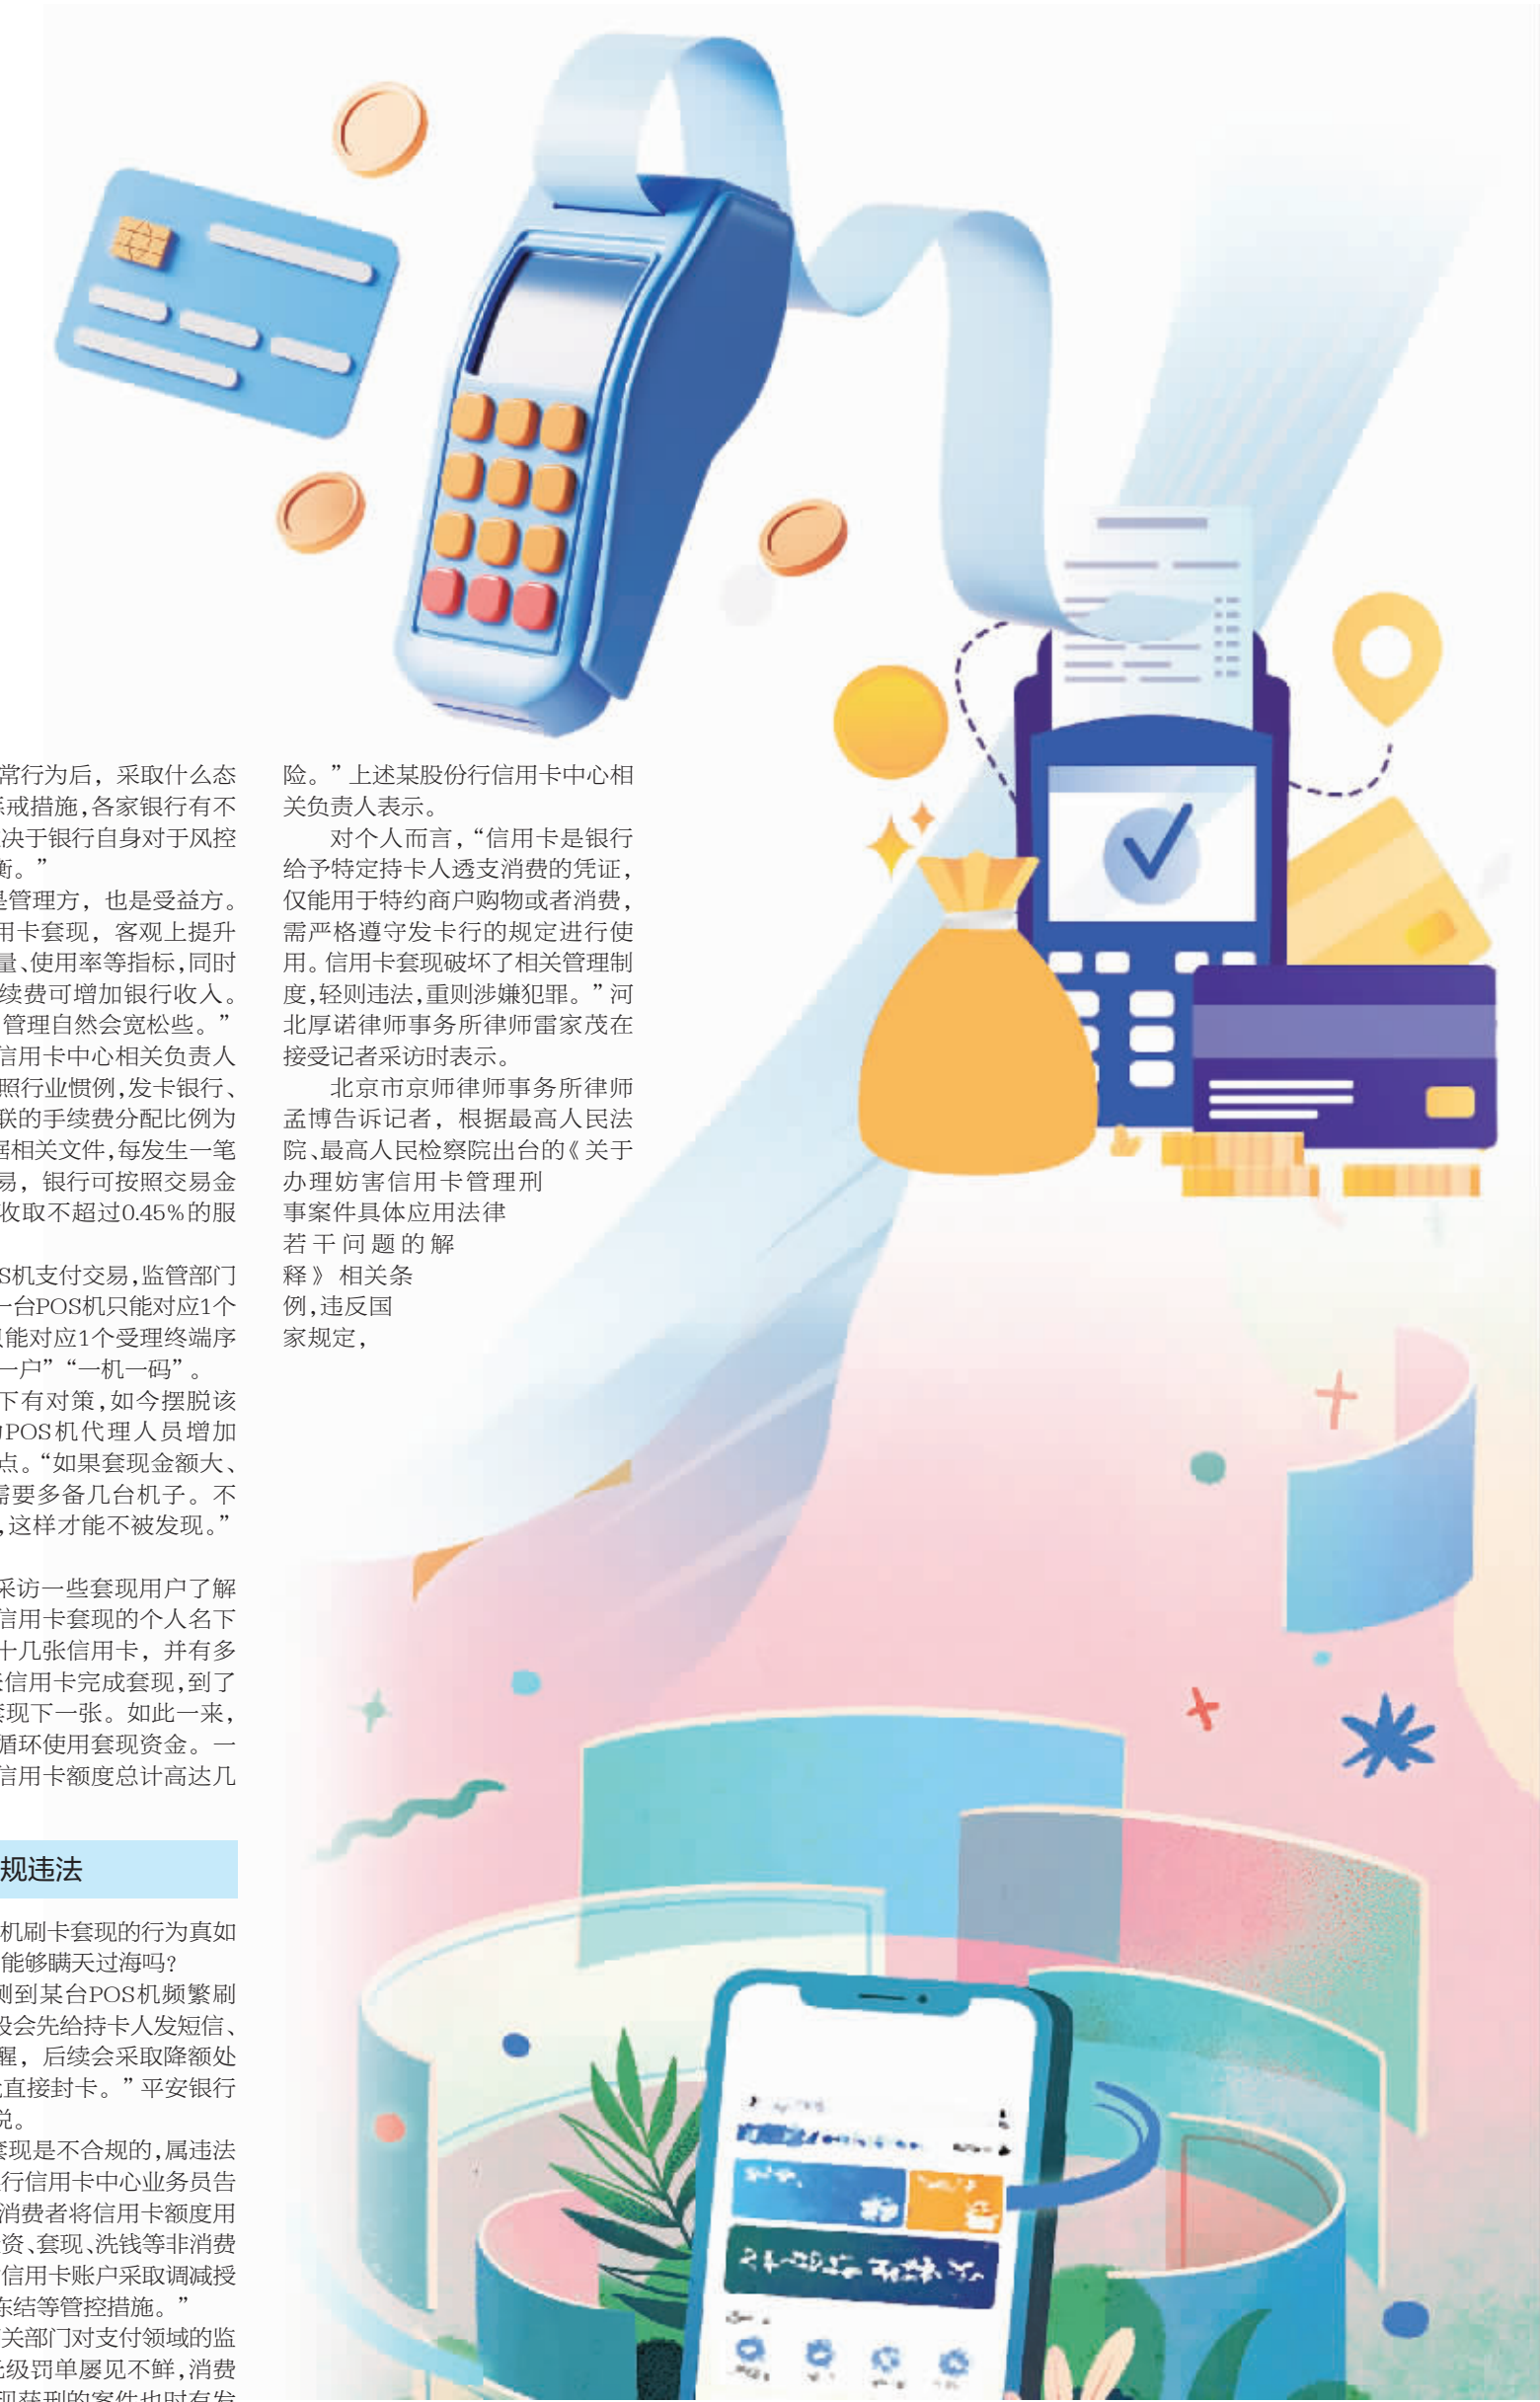 常行为后，采取什么态
惩戒措施，各家银行有不
决于银行自身对于风控
衡。”
是管理方，也是受益方。
用卡套现，客观上提升
量、使用率等指标，同时
续费可增加银行收入。
管理自然会宽松些。”
信用卡中心相关负责人
照行业惯例，发卡银行、
联的手续费分配比例为
据相关文件，每发生一笔
易，银行可按照交易金
收取不超过0.45%的服
S机支付交易，监管部门
一台POS机只能对应1个
只能对应1个受理终端序
一户”“一机一码”。
下有对策，如今摆脱该
POS机代理人员增加
点。“如果套现金额大、
需要多备几台机子。不
，这样才能不被发现。”
采访一些套现用户了解
信用卡套现的个人名下
十几张信用卡，并有多
信用卡完成套现，到了
套现下一张。如此一来，
循环使用套现资金。一
信用卡额度总计高达几
规违法
机刷卡套现的行为真如
能够瞒天过海吗？
测到某台POS机频繁刷
般会先给持卡人发短信、
醒，后续会采取降额处
直接封卡。”平安银行
说。
套现是不合规的，属违法
行信用卡中心业务员告
消费者将信用卡额度用
资、套现、洗钱等非消费
信用卡账户采取调减授
冻结等管控措施。”
关部门对支付领域的监
元级罚单屡见不鲜，消费
现获刑的案件也时有发
险。”上述某股份行信用卡中心相
关负责人表示。
对个人而言，“信用卡是银行
给予特定持卡人透支消费的凭证，
仅能用于特约商户购物或者消费，
需严格遵守发卡行的规定进行使
用。信用卡套现破坏了相关管理制
度，轻则违法，重则涉嫌犯罪。”河
北厚诺律师事务所律师雷家茂在
接受记者采访时表示。
北京市京师律师事务所律师
孟博告诉记者，根据最高人民法
院、最高人民检察院出台的《关于
办理妨害信用卡管理刑
事案件具体应用法律
若干问题的解
释》相关条
例，违反国
家规定，